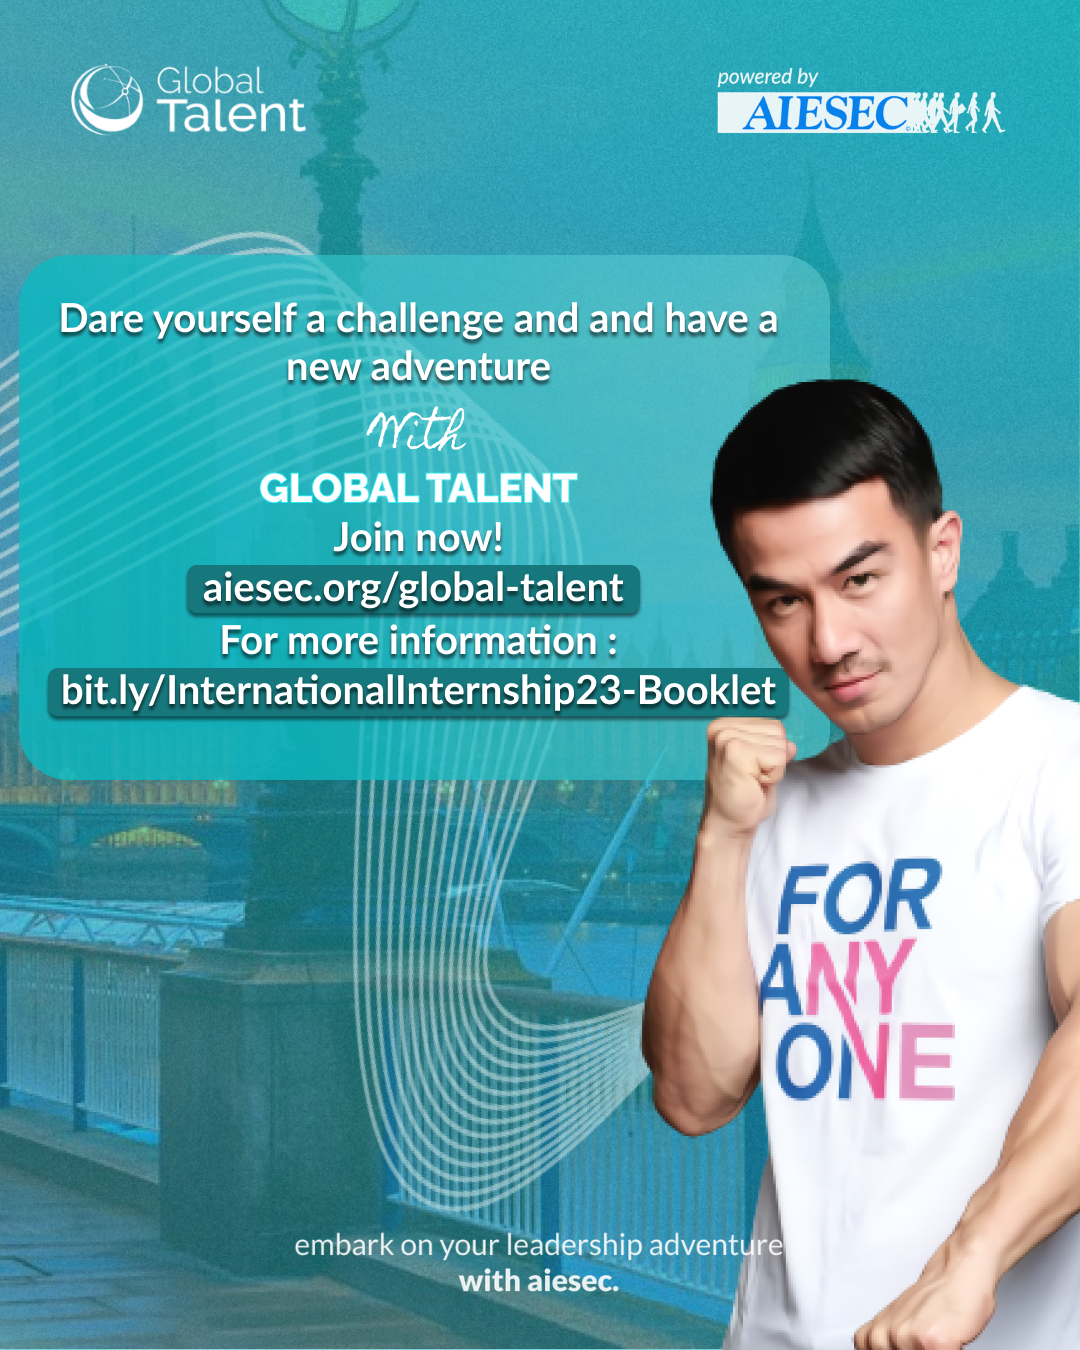 Global
Talent
powered by
AIESEC
Dare yourself a challenge and and have a
new adventure
With
GLOBAL TALENT
Join now!
aiesec.org/global-talent
For more information :
bit.ly/InternationalInternship23-Booklet
FOR
ANY
ONE
embark on your leadership adventure
with aiesec.